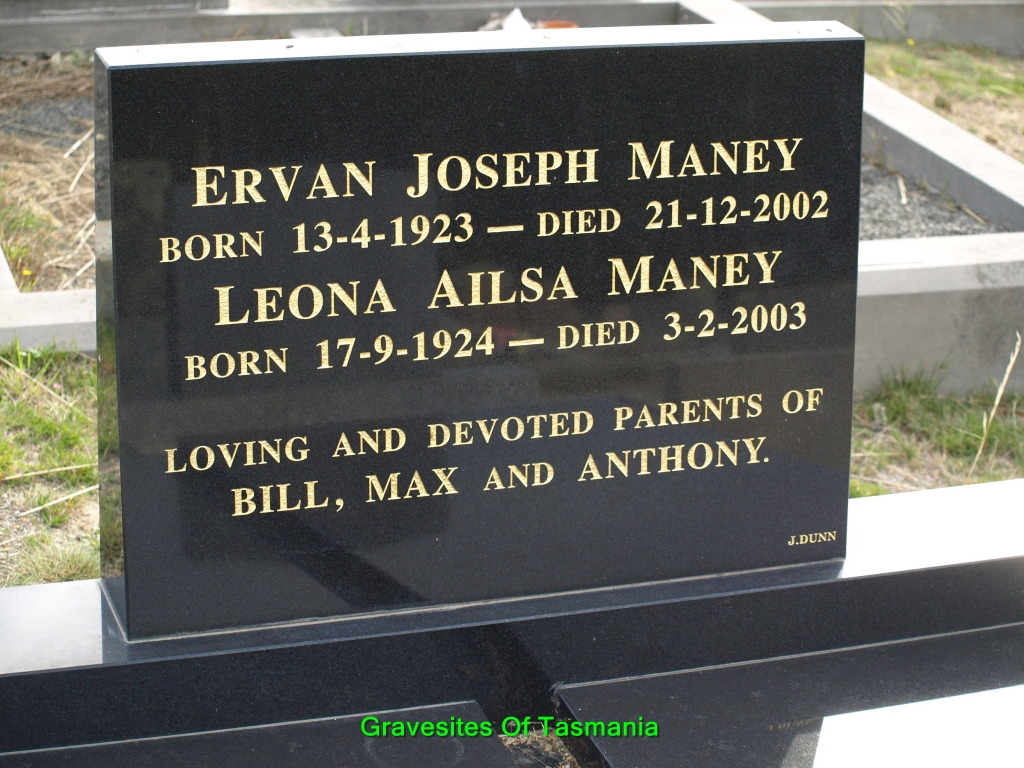 ERVAN JOSEPH MANEY
BORN 13-4-1923 — DIED 21-12-2002
LEONA AILSA MANEY
BORN 17-9-1924 — DIED 3-2-2003
LOVING AND DEVOTED PARENTS OF
BILL, MAX AND ANTHONY.
J.DUNN
Gravesites Of Tasmania